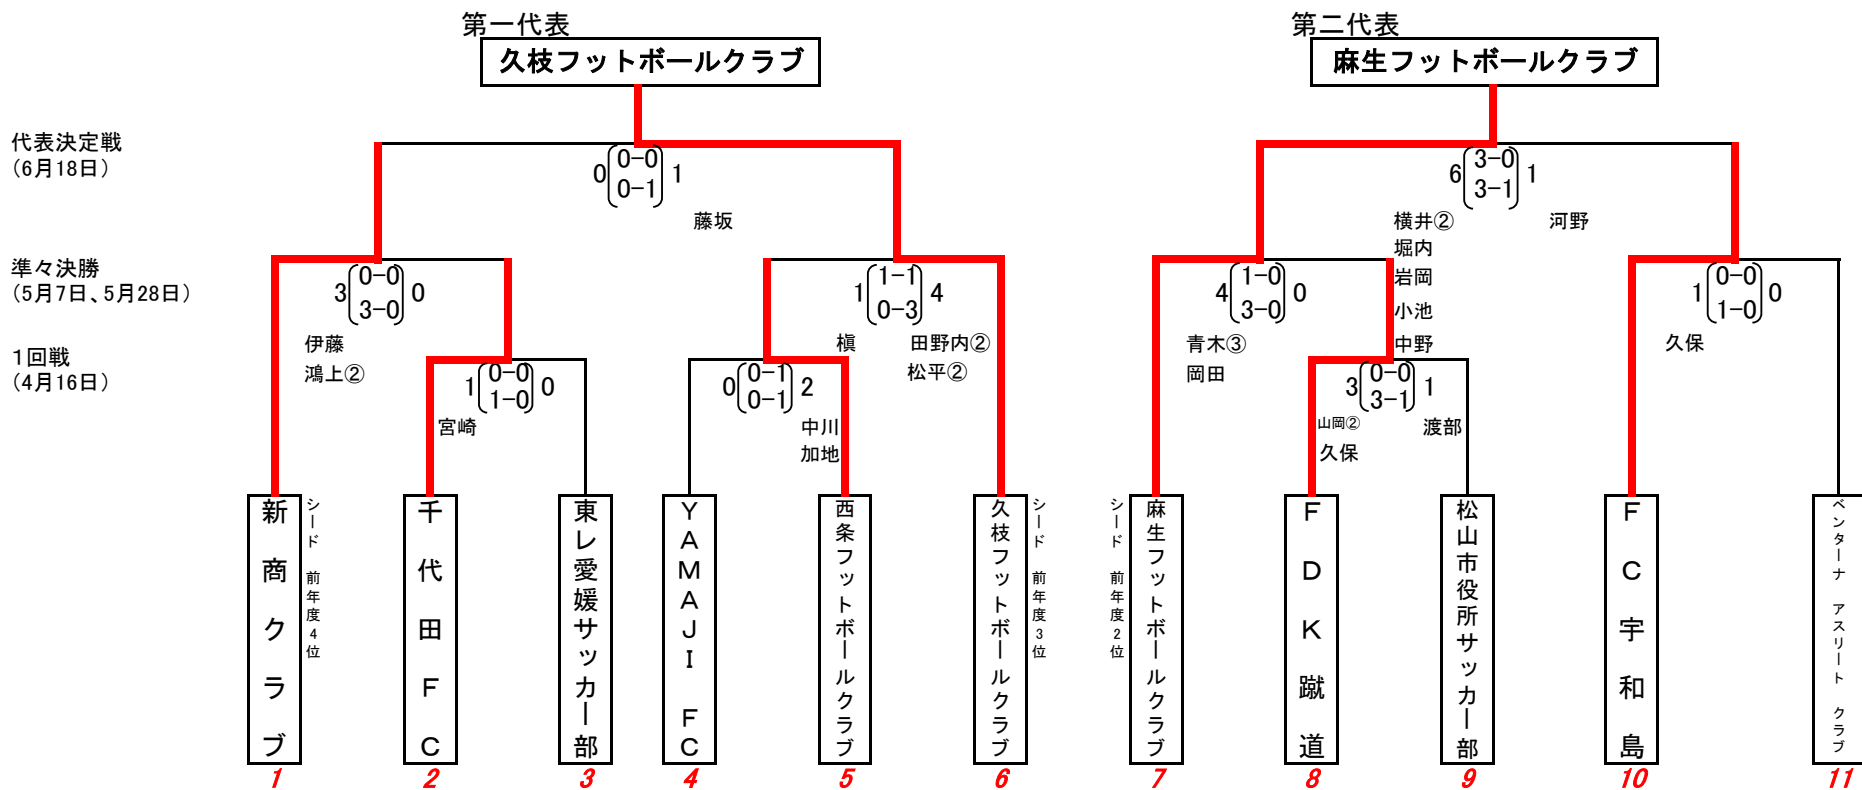 第一代表
第二代表
久枝フットボールクラブ
麻生フットボールクラブ
代表決定戦
（6月18日）
0 0-0 1
0-1
藤坂
6 3-0 1
3-1
横井②
堀内
岩岡
小池
中野
河野
準々決勝
（5月7日、5月28日）
3 0-0 0
3-0
伊藤
鴻上②
1 1-1 4
0-3
槇
田野内②
松平②
4 1-0 0
3-0
青木③
岡田
1 0-0 0
1-0
久保
1回戦
（4月16日）
1 0-0 0
1-0
宮崎
0 0-1 2
0-1
中川
加地
3 0-0 1
3-1
山岡②
久保
渡部
新商クラブ
シード 前年度4位
千代田FC
東レ愛媛サッカー部
YAMAJI FC
西条フットボールクラブ
久枝フットボールクラブ
シード 前年度3位
シード 前年度2位
麻生フットボールクラブ
FDK蹴道
松山市役所サッカー部
FC宇和島
ベンターナ アスリート クラブ
1 2 3 4 5 6 7 8 9 10 11